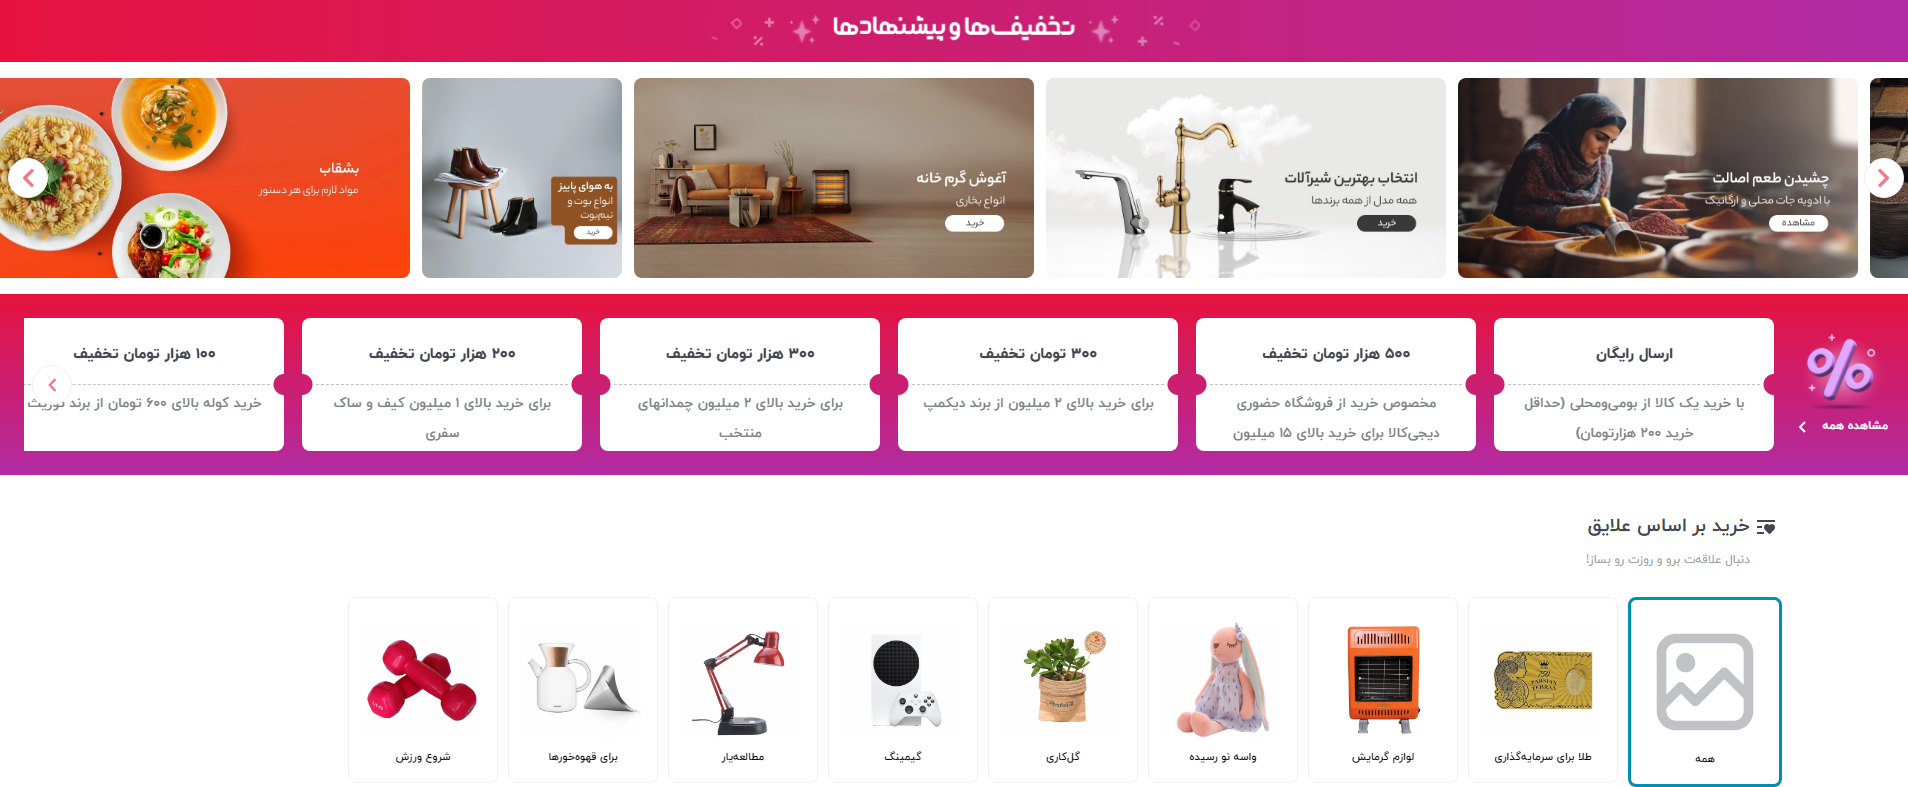 تخفیف‌ها و پیشنهادها
چشیدن طعم اصالت
با ادویه جات محلی و ارگانیک
مشاهده
انتخاب بهترین شیرآلات
همه مدل از همه برندها
خرید
آغوش گرم خانه
انواع بخاری
خرید
به هوای پاییز
انواع بوت و
نیم‌بوت
خرید
بشقاب
مواد لازم برای هر دستور
مشاهده همه
ارسال رایگان
با خرید یک کالا از بومی‌ومحلی (حداقل
خرید ۲۰۰ هزارتومان)
۵۰۰ هزار تومان تخفیف
مخصوص خرید از فروشگاه حضوری
دیجی‌کالا برای خرید بالای ۱۵ میلیون
۳۰۰ تومان تخفیف
برای خرید بالای ۲ میلیون از برند دیکمپ
۳۰۰ هزار تومان تخفیف
برای خرید بالای ۲ میلیون چمدانهای
منتخب
۲۰۰ هزار تومان تخفیف
برای خرید بالای ۱ میلیون کیف و ساک
سفری
۱۰۰ هزار تومان تخفیف
خرید کوله بالای ۶۰۰ تومان از برند
خرید بر اساس علایق
دنبال علاقه‌ت برو و روزت رو بساز!
همه
طلا برای سرمایه‌گذاری
لوازم گرمایش
واسه نو رسیده
گل‌کاری
گیمینگ
مطالعه‌یار
برای قهوه‌خورها
شروع ورزش